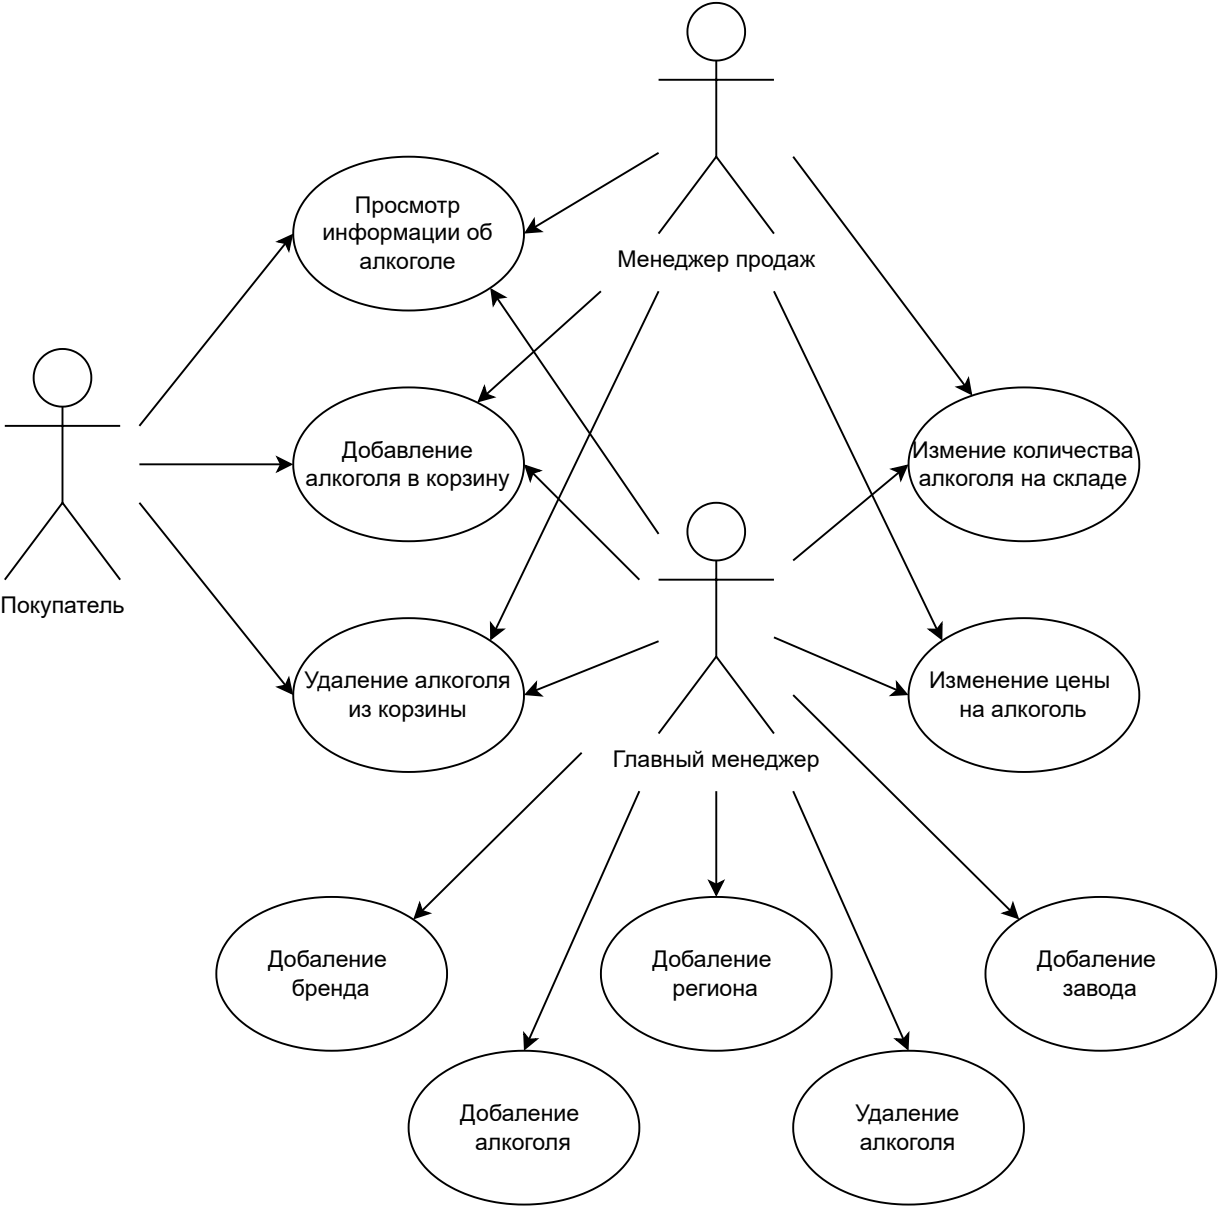 Просмотр
информации об
алкоголе
Менеджер продаж
Добавление
алкоголя в корзину
Измение количества
алкоголя на складе
Покупатель
Удаление алкоголя
из корзины
Изменение цены
на алкоголь
Главный менеджер
Добаление
бренда
Добаление
региона
Добаление
завода
Добаление
алкоголя
Удаление
алкоголя